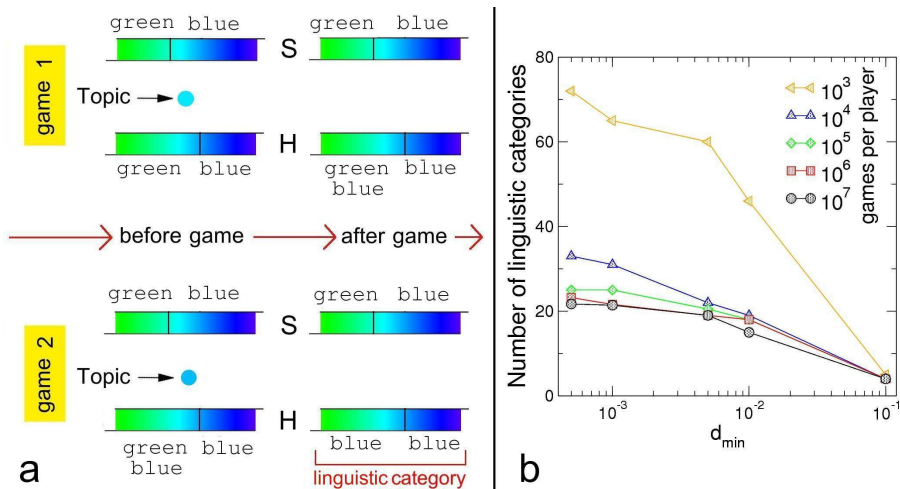 green blue green blue
S
game 1
Topic
H
green blue green blue
blue
before game after game
green blue green blue
S
game 2
Topic
H
green blue blue blue
blue
linguistic category
a
b
Number of linguistic categories
80
60
40
20
0
10^3
10^4
10^5
10^6
10^7
games per player
10^-3 10^-2 10^-1
d_min